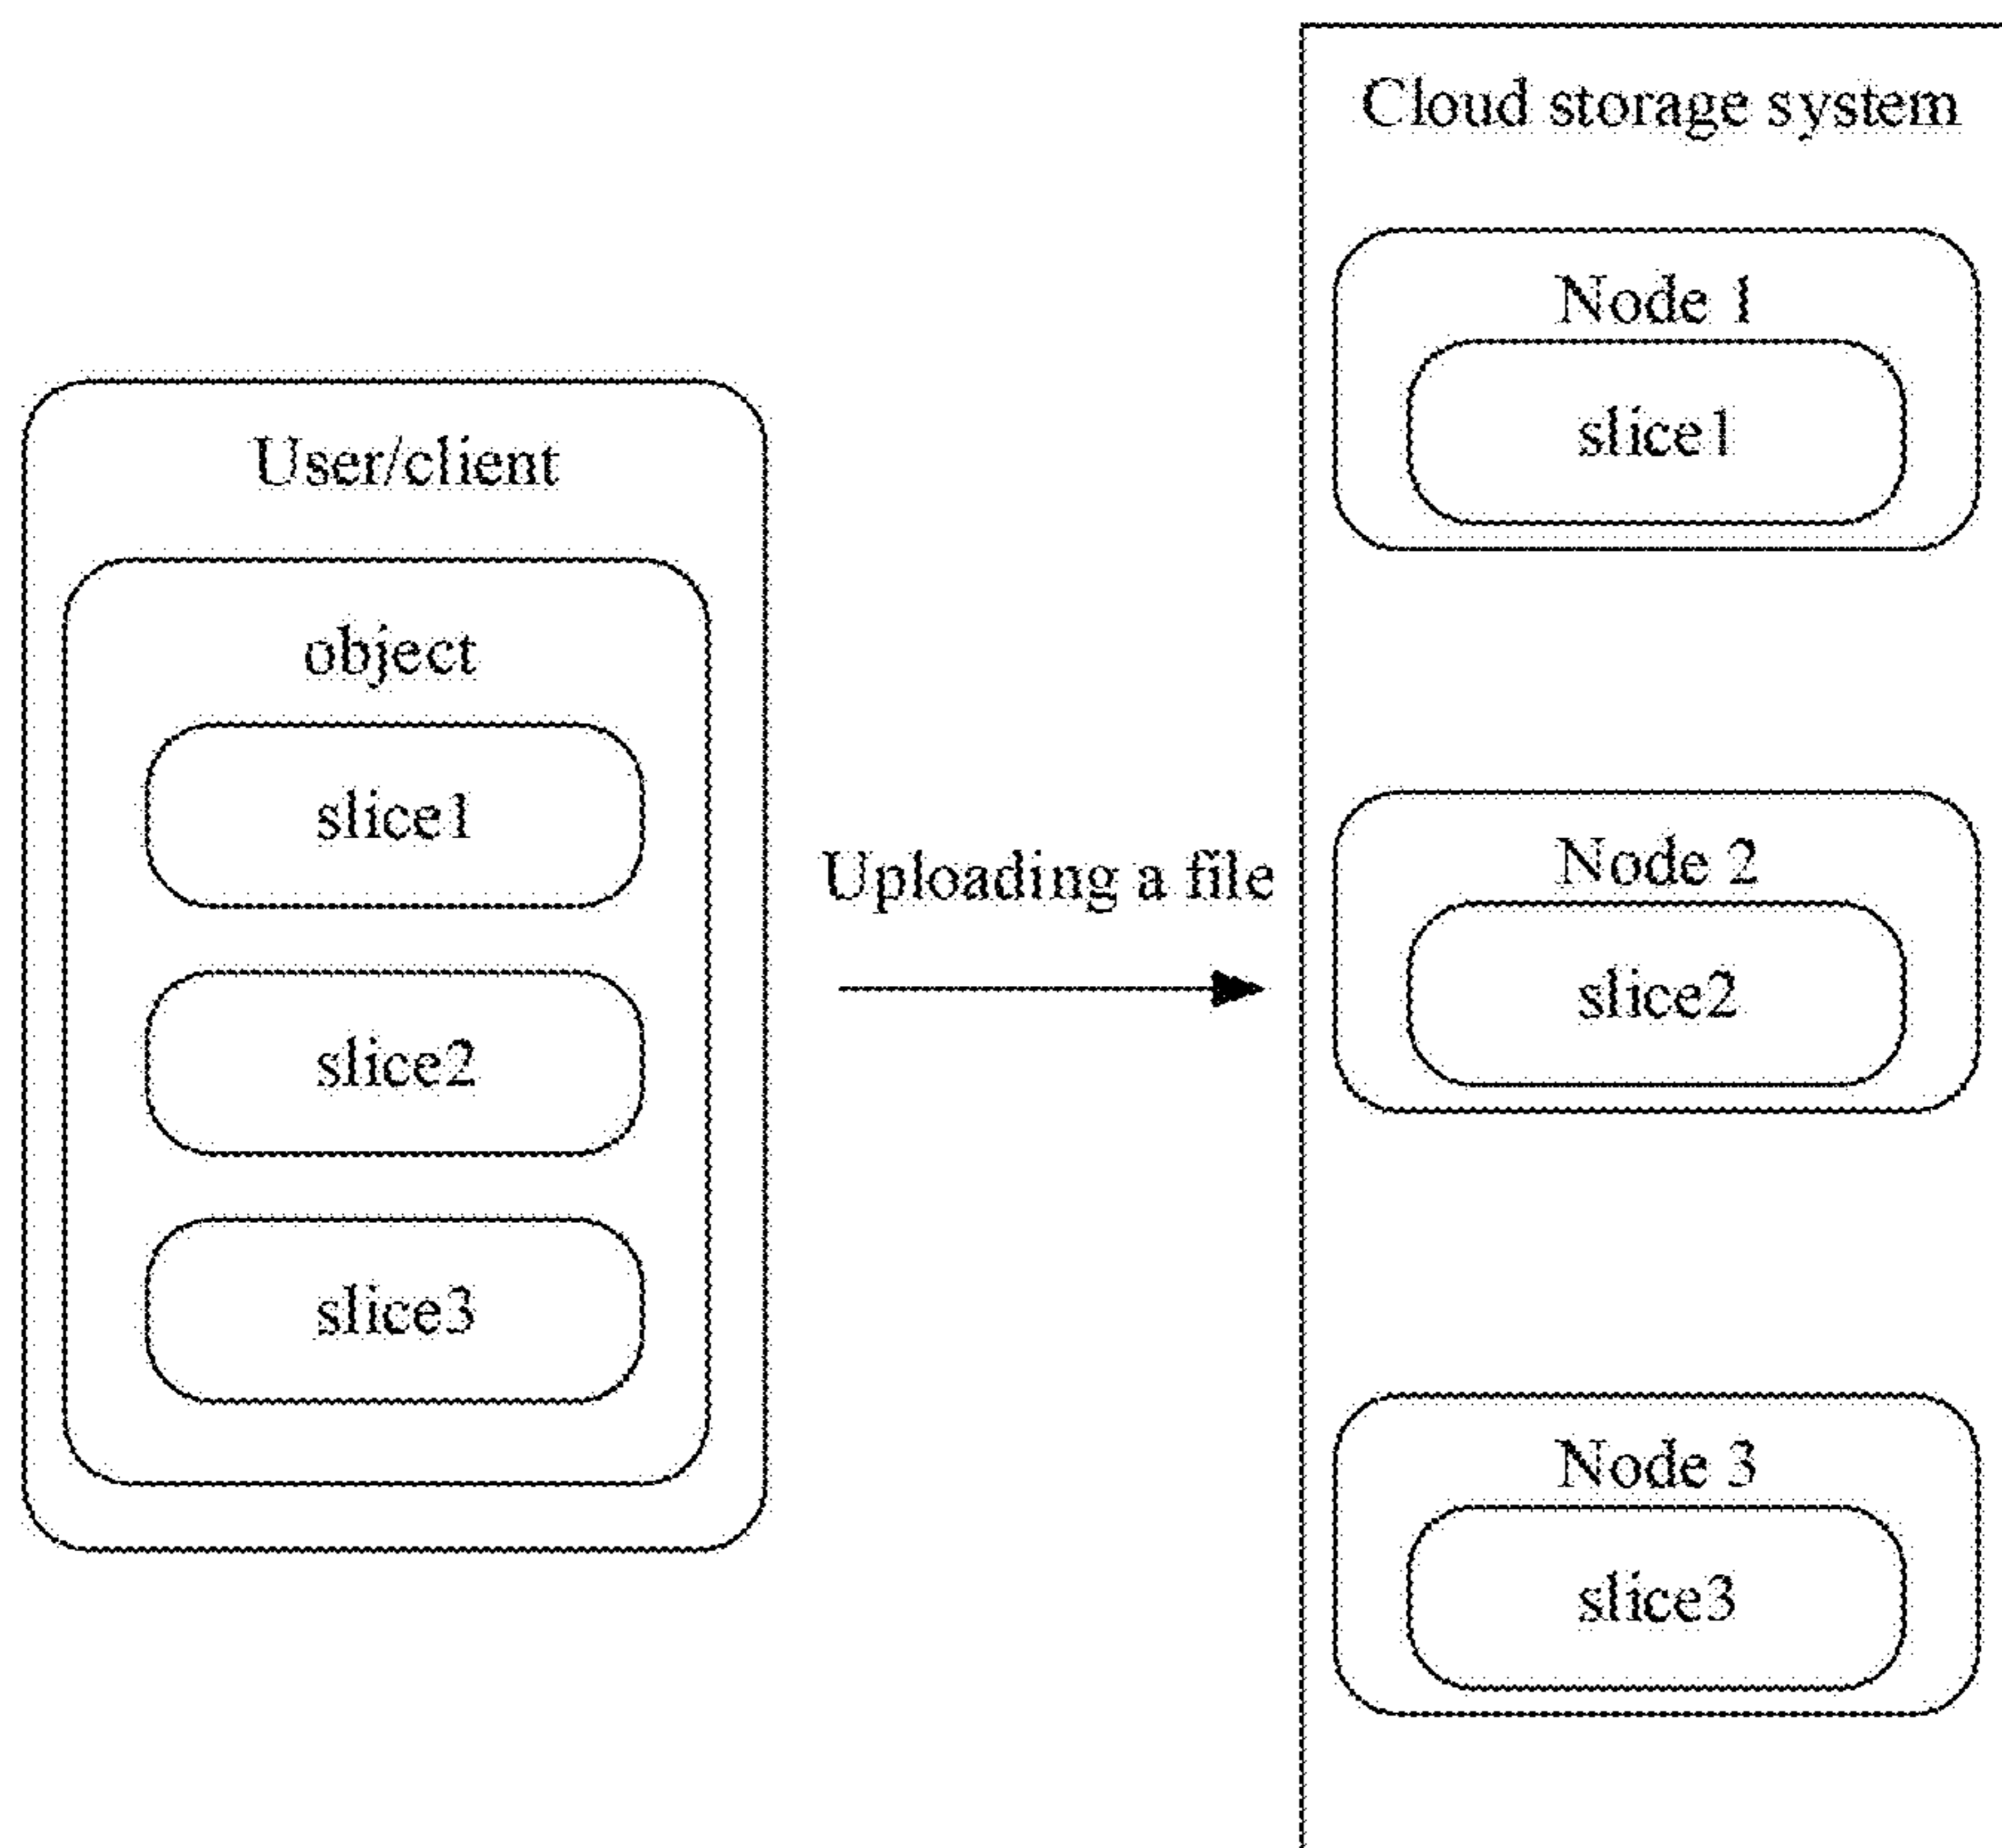 User/client
object
slice1
slice2
slice3
Uploading a file
Cloud storage system
Node 1
slice1
Node 2
slice2
Node 3
slice3